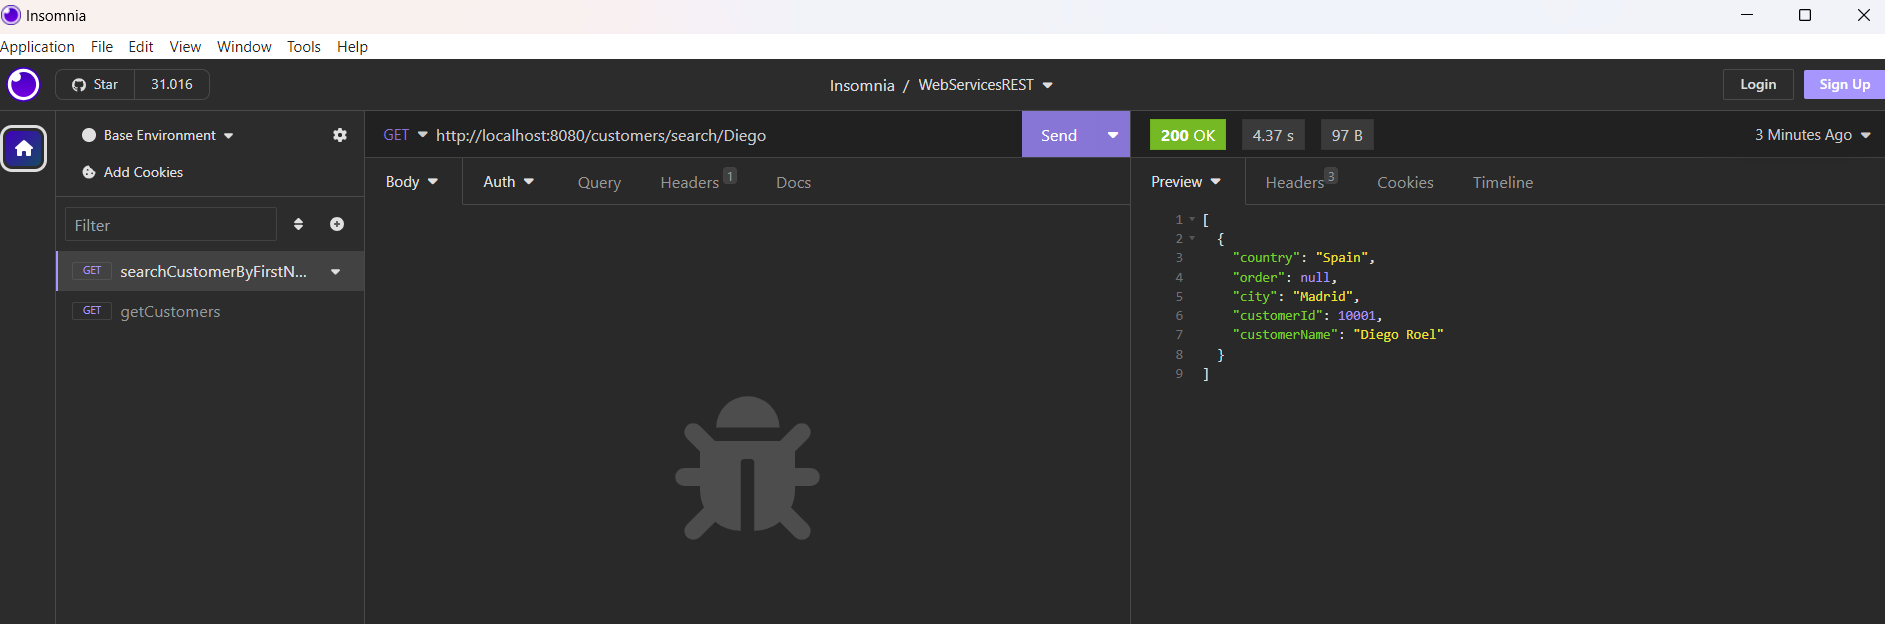 Insomnia
Application File Edit View Window Tools Help
Star 31.016
Insomnia / WebServicesREST
Login Sign Up
Base Environment
GET http://localhost:8080/customers/search/Diego
Send
200 OK 4.37 s 97 B
3 Minutes Ago
Add Cookies
Body Auth Query Headers 1 Docs
Preview Headers 3 Cookies Timeline
Filter
GET searchCustomerByFirstN...
GET getCustomers
1 [
2 {
3 "country": "Spain",
4 "order": null,
5 "city": "Madrid",
6 "customerId": 10001,
7 "customerName": "Diego Roel"
8 }
9 ]